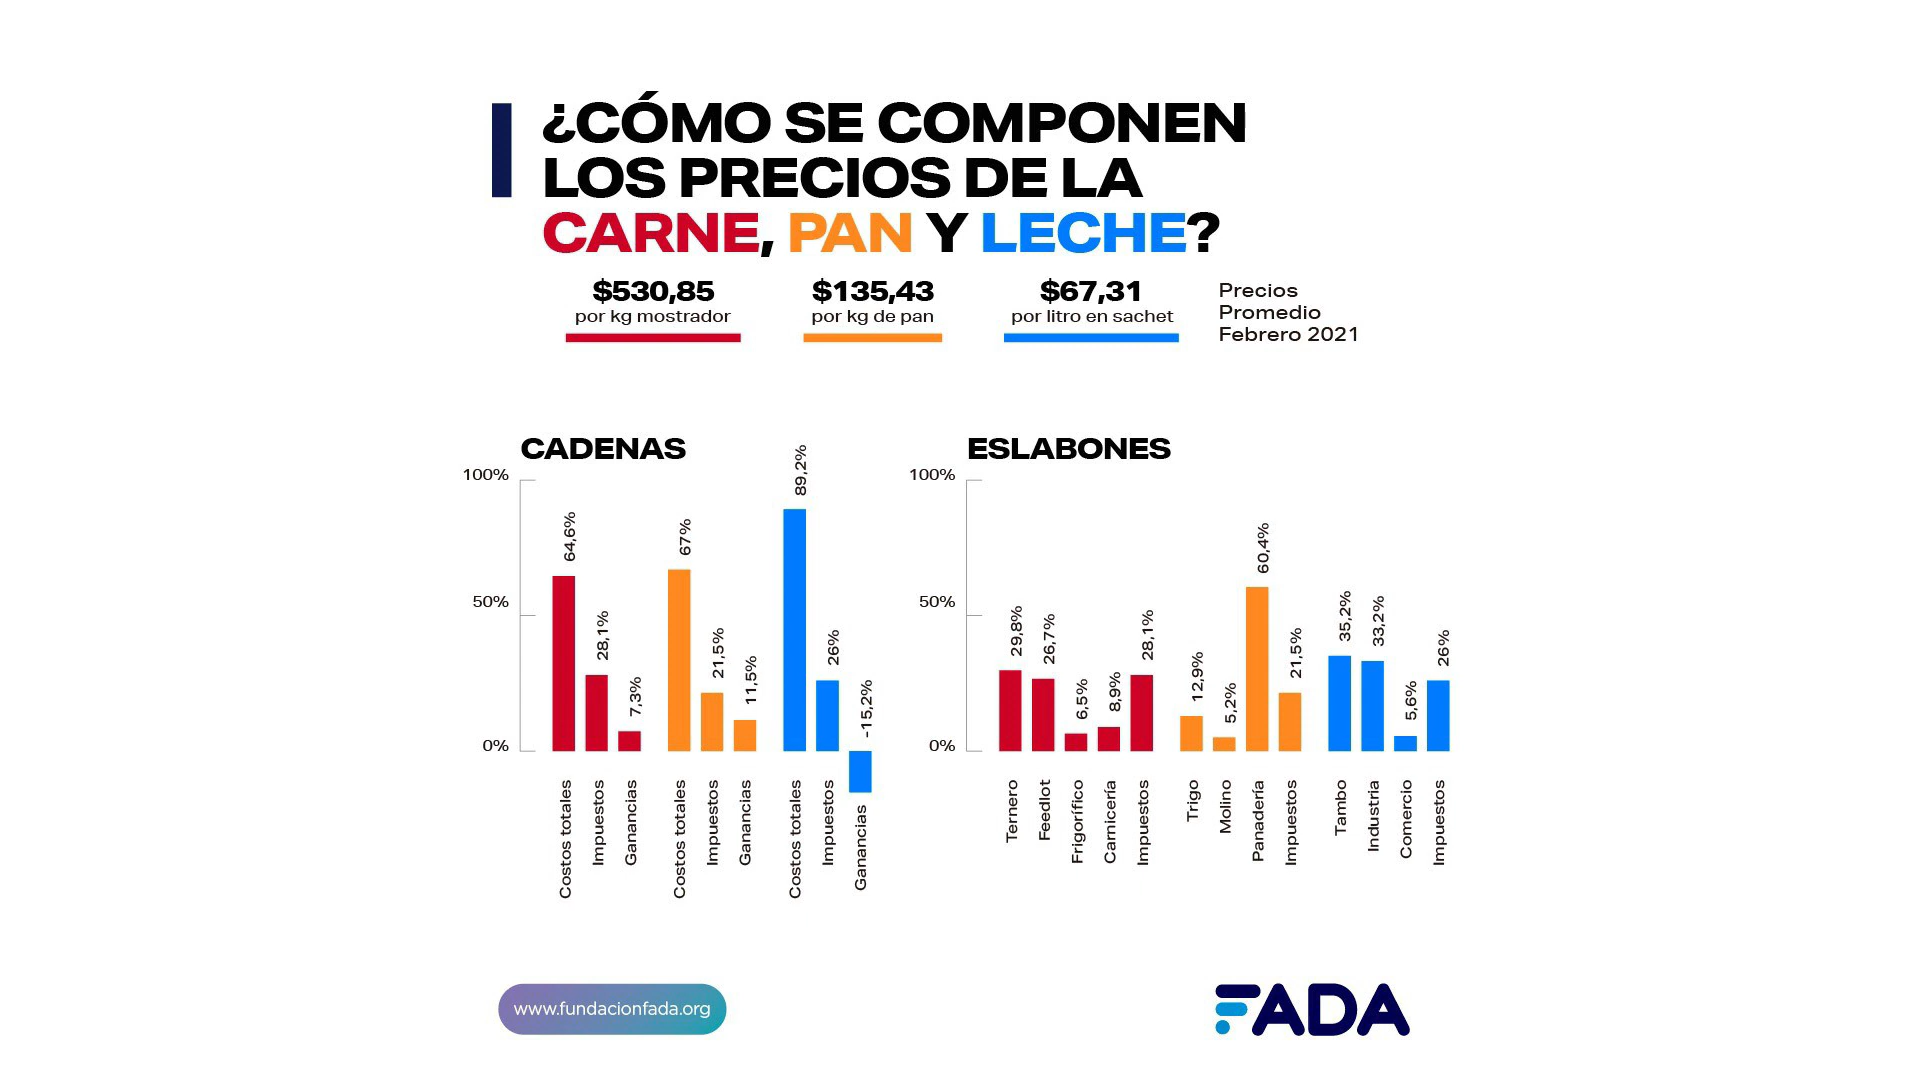 ¿CÓMO SE COMPONEN
LOS PRECIOS DE LA
CARNE, PAN Y LECHE?
$530,85
por kg mostrador
$135,43
por kg de pan
$67,31
por litro en sachet
Precios
Promedio
Febrero 2021
CADENAS
100%
50%
0%
64,6%
28,1%
7,3%
67%
21,5%
11,5%
89,2%
26%
-15,2%
Costos totales
Impuestos
Ganancias
Costos totales
Impuestos
Ganancias
Costos totales
Impuestos
Ganancias
ESLABONES
100%
50%
0%
29,8%
26,7%
6,5%
8,9%
28,1%
12,9%
5,2%
60,4%
21,5%
35,2%
33,2%
5,6%
26%
Ternero
Feedlot
Frigorífico
Carnicería
Impuestos
Trigo
Molino
Panadería
Impuestos
Tambo
Industria
Comercio
Impuestos
www.fundacionfada.org
FADA